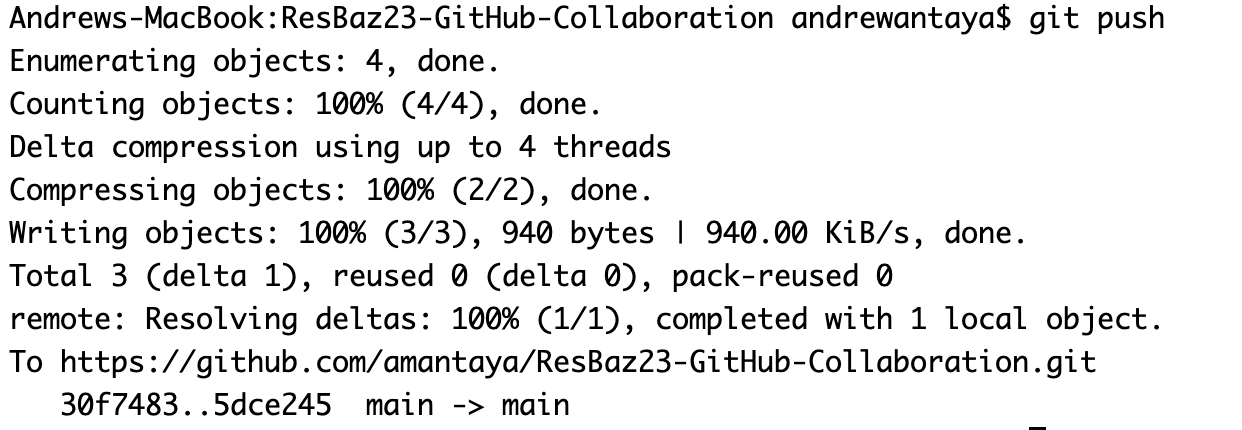 Andrews-MacBook:ResBaz23-GitHub-Collaboration andrewantaya$ git push
Enumerating objects: 4, done.
Counting objects: 100% (4/4), done.
Delta compression using up to 4 threads
Compressing objects: 100% (2/2), done.
Writing objects: 100% (3/3), 940 bytes | 940.00 KiB/s, done.
Total 3 (delta 1), reused 0 (delta 0), pack-reused 0
remote: Resolving deltas: 100% (1/1), completed with 1 local object.
To https://github.com/amantaya/ResBaz23-GitHub-Collaboration.git
   30f7483..5dce245  main -> main